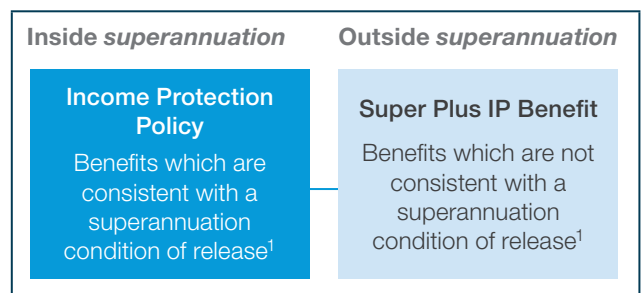 Inside superannuation
Outside superannuation
Income Protection
Policy
Benefits which are
consistent with a
superannuation
condition of release¹
Super Plus IP Benefit
Benefits which are not
consistent with a
superannuation
condition of release¹